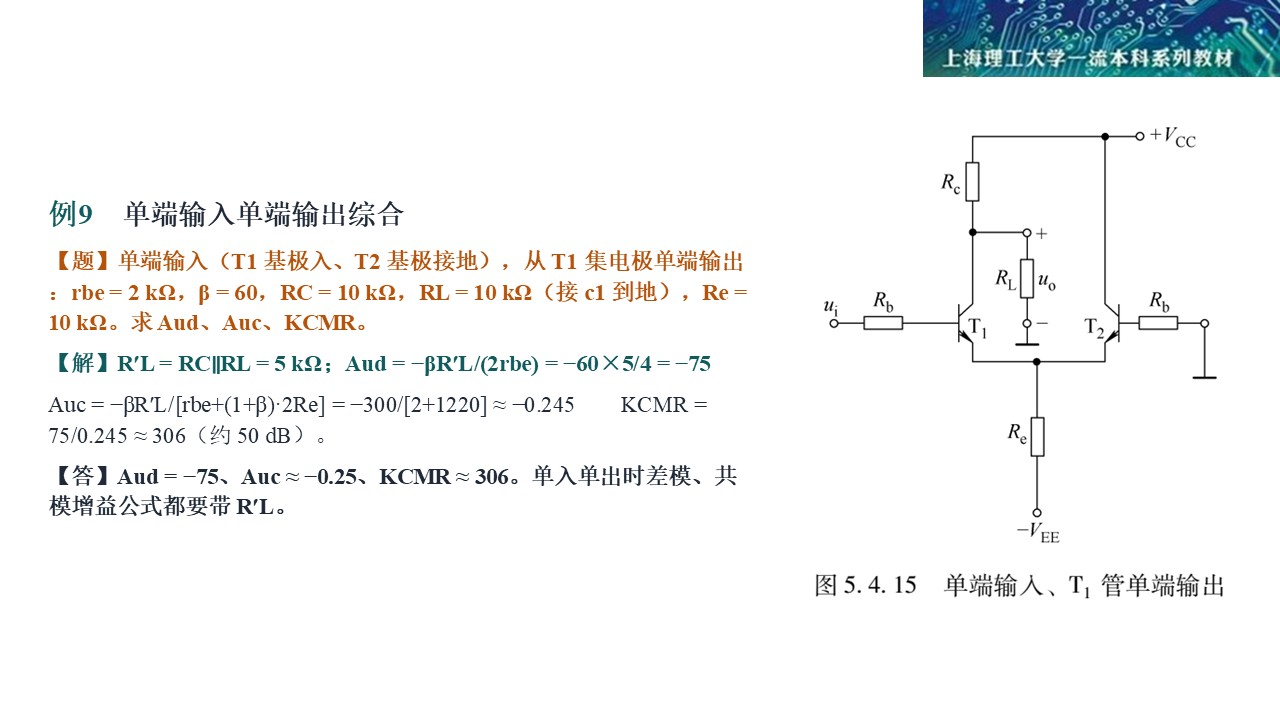 上海理工大学一流本科系列教材
例9 单端输入单端输出综合
【题】单端输入（T1 基极入、T2 基极接地），从 T1 集电极单端输出
：rbe = 2 kΩ，β = 60，RC = 10 kΩ，RL = 10 kΩ（接 c1 到地），Re =
10 kΩ。求 Aud、Auc、KCMR。
【解】R′L = RC∥RL = 5 kΩ；Aud = −βR′L/(2rbe) = −60×5/4 = −75
Auc = −βR′L/[rbe+(1+β)·2Re] = −300/[2+1220] ≈ −0.245 KCMR =
75/0.245 ≈ 306（约 50 dB）。
【答】Aud = −75、Auc ≈ −0.25、KCMR ≈ 306。单入单出时差模、共
模增益公式都要带 R′L。
+VCC
Rc
+
RL uo
ui
Rb
T1
−
T2
Rb
Re
−VEE
图 5.4.15 单端输入、T1 管单端输出